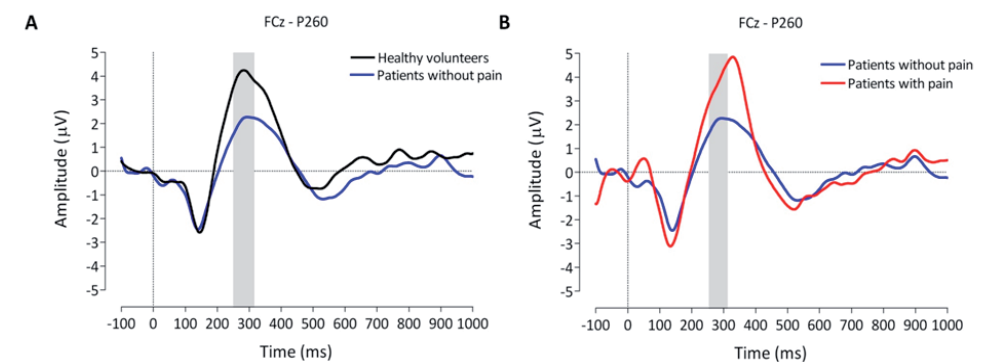 A
FCz - P260
Healthy volunteers
Patients without pain
Amplitude (μV)
5
4
3
2
1
0
-1
-2
-3
-4
-5
-100 0 100 200 300 400 500 600 700 800 900 1000
Time (ms)
B
FCz - P260
Patients without pain
Patients with pain
Amplitude (μV)
5
4
3
2
1
0
-1
-2
-3
-4
-5
-100 0 100 200 300 400 500 600 700 800 900 1000
Time (ms)